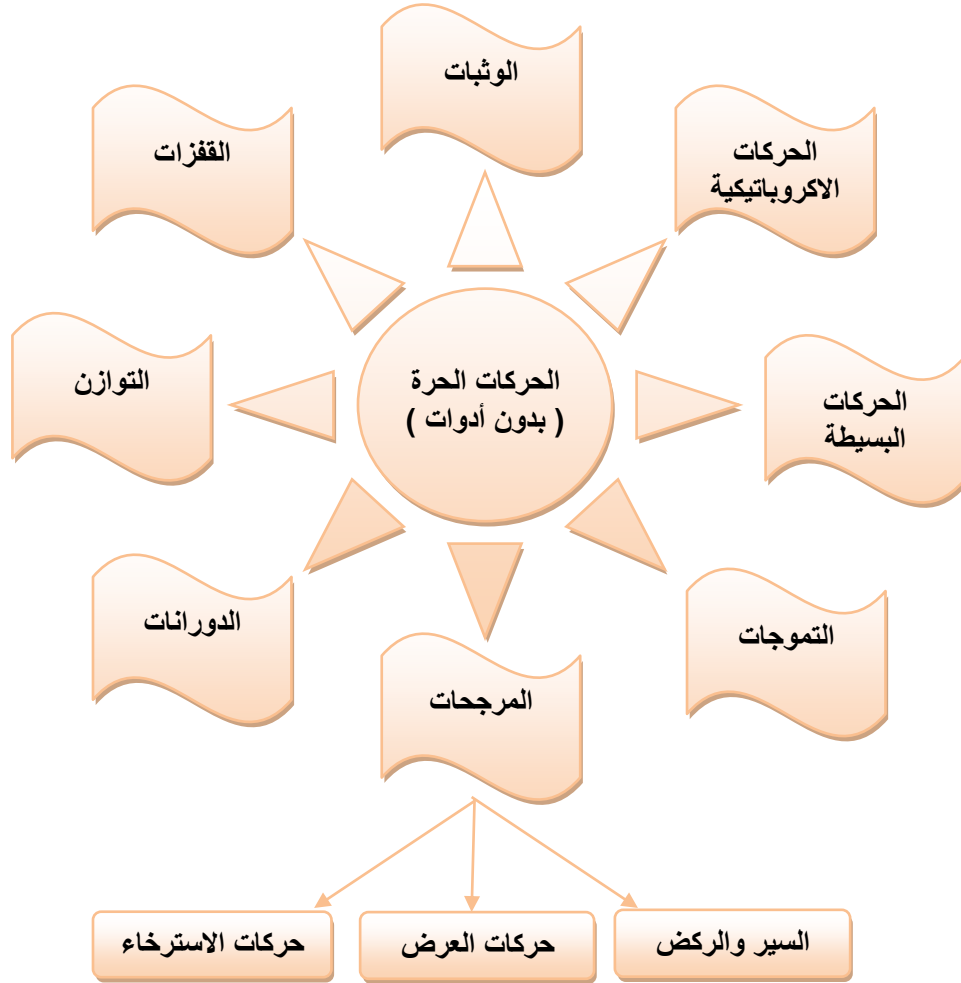 الوثبات
القفزات
الحركات
الاكروباتيكية
الحركات الحرة
( بدون أدوات )
التوازن
الحركات
البسيطة
الدورانات
التموجات
المرجحات
السير والركض
حركات العرض
حركات الاسترخاء